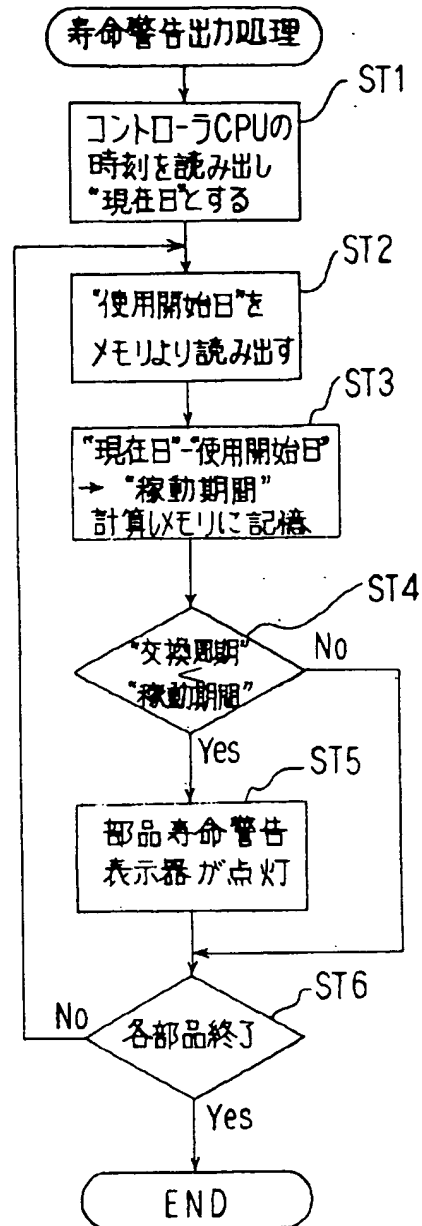 寿命警告出力処理
ST1
コントローラCPUの
時刻を読み出し
"現在日"とする
ST2
"使用開始日"を
メモリより読み出す
ST3
"現在日"-"使用開始日"
→ "稼動期間"
計算しメモリに記憶
ST4
"交換周期"
<
"稼動期間"
No
Yes
ST5
部品寿命警告
表示器が点灯
ST6
No
各部品終了
Yes
END